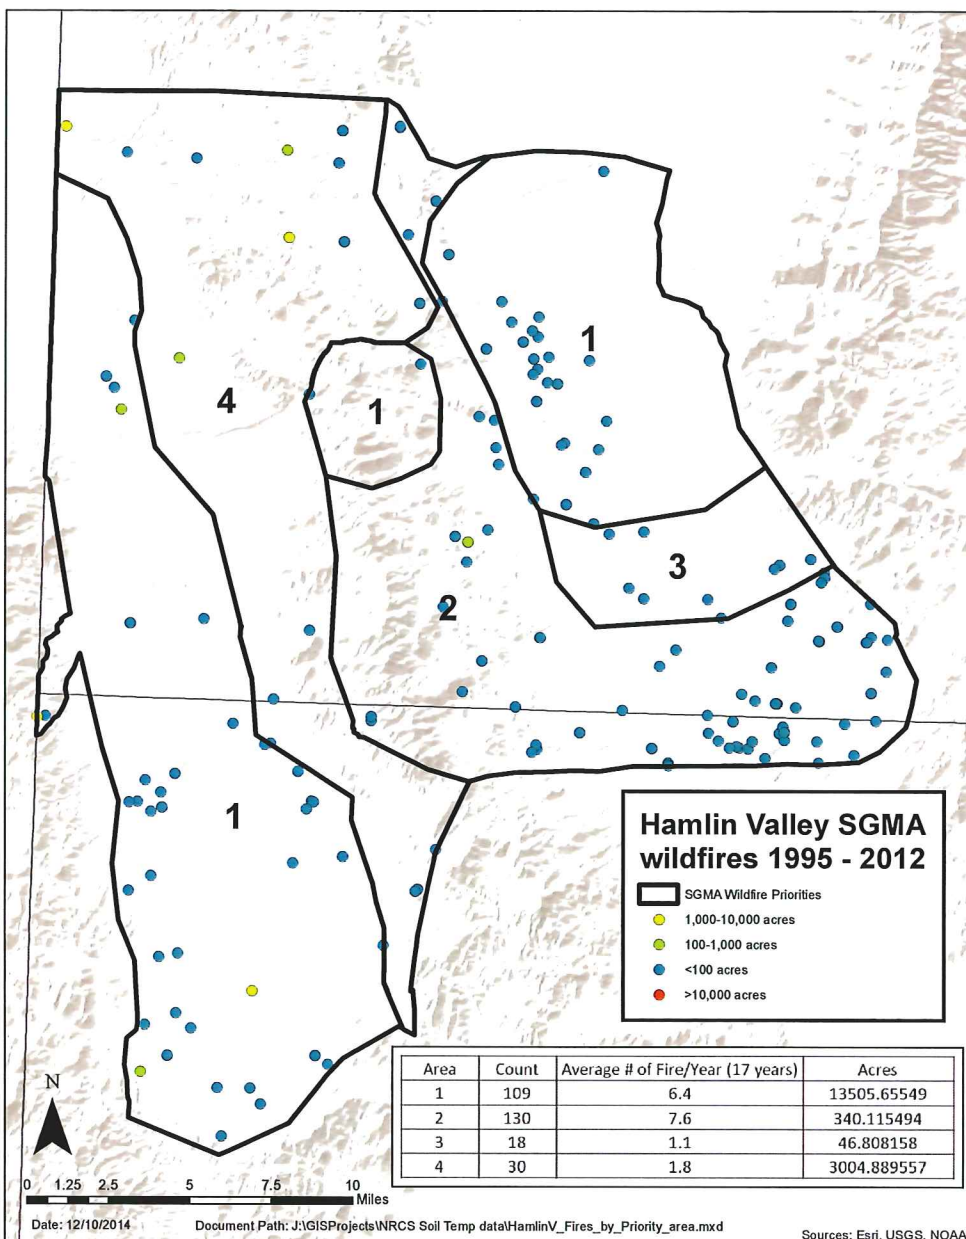 1
4
1
3
2
1
Hamlin Valley SGMA
wildfires 1995 - 2012
SGMA Wildfire Priorities
1,000-10,000 acres
100-1,000 acres
<100 acres
>10,000 acres
Area Count Average # of Fire/Year (17 years) Acres
1 109 6.4 13505.65549
2 130 7.6 340.115494
3 18 1.1 46.808158
4 30 1.8 3004.889557
N
0 1.25 2.5 5 7.5 10
Miles
Date: 12/10/2014 Document Path: J:\GISProjects\NRCS Soil Temp data\HamlinV_Fires_by_Priority_area.mxd
Sources: Esri, USGS, NOAA